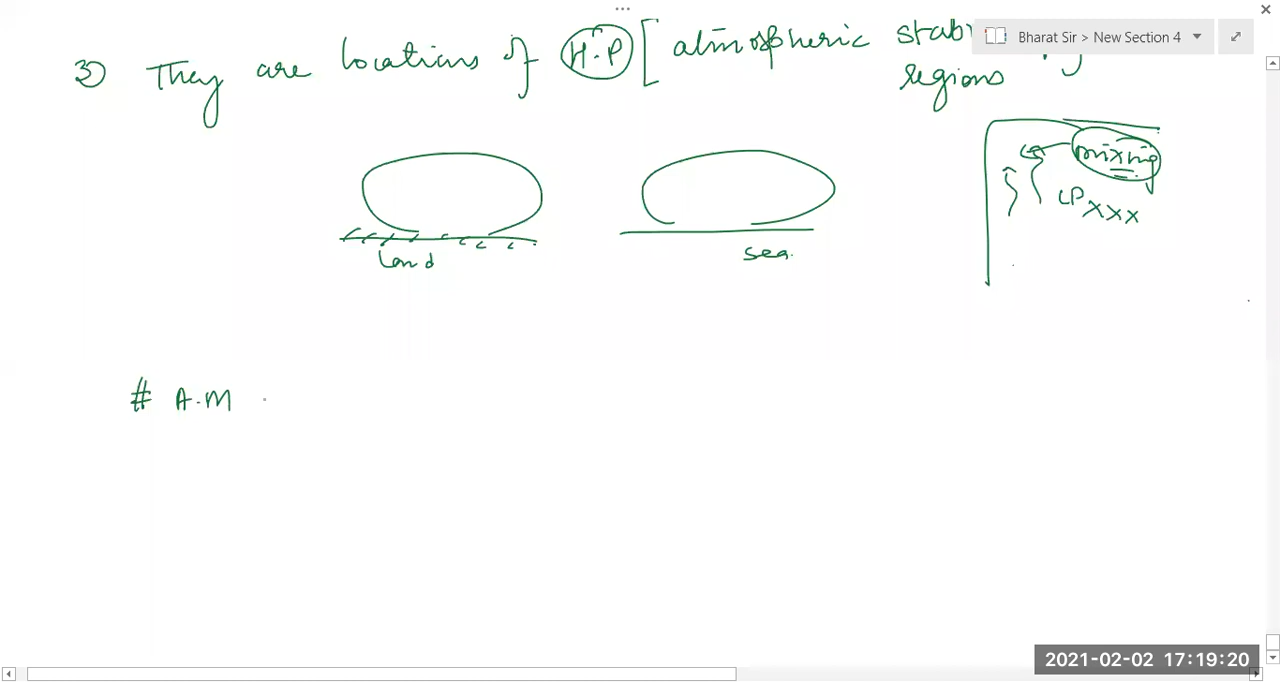 Bharat Sir > New Section 4
3) They are locations of H.P [ atmospheric
regions
mixing
LP xxx
land
sea.
# A.M
2021-02-02 17:19:20